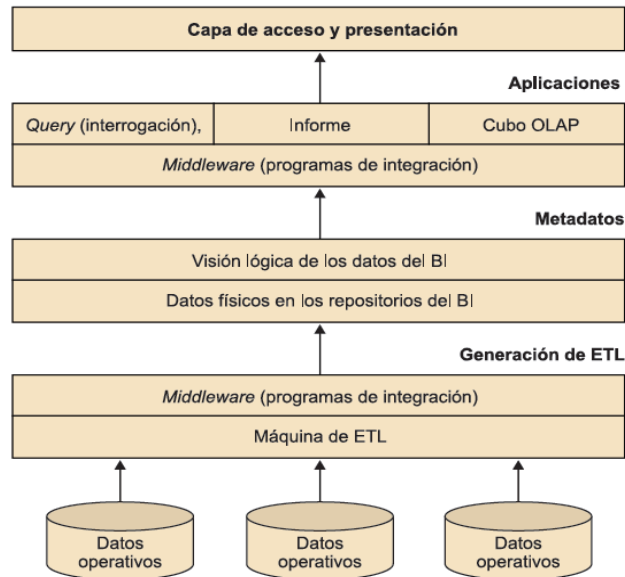 Capa de acceso y presentación
Aplicaciones
Query (interrogación),
Informe
Cubo OLAP
Middleware (programas de integración)
Metadatos
Visión lógica de los datos del BI
Datos físicos en los repositorios del BI
Generación de ETL
Middleware (programas de integración)
Máquina de ETL
Datos
operativos
Datos
operativos
Datos
operativos